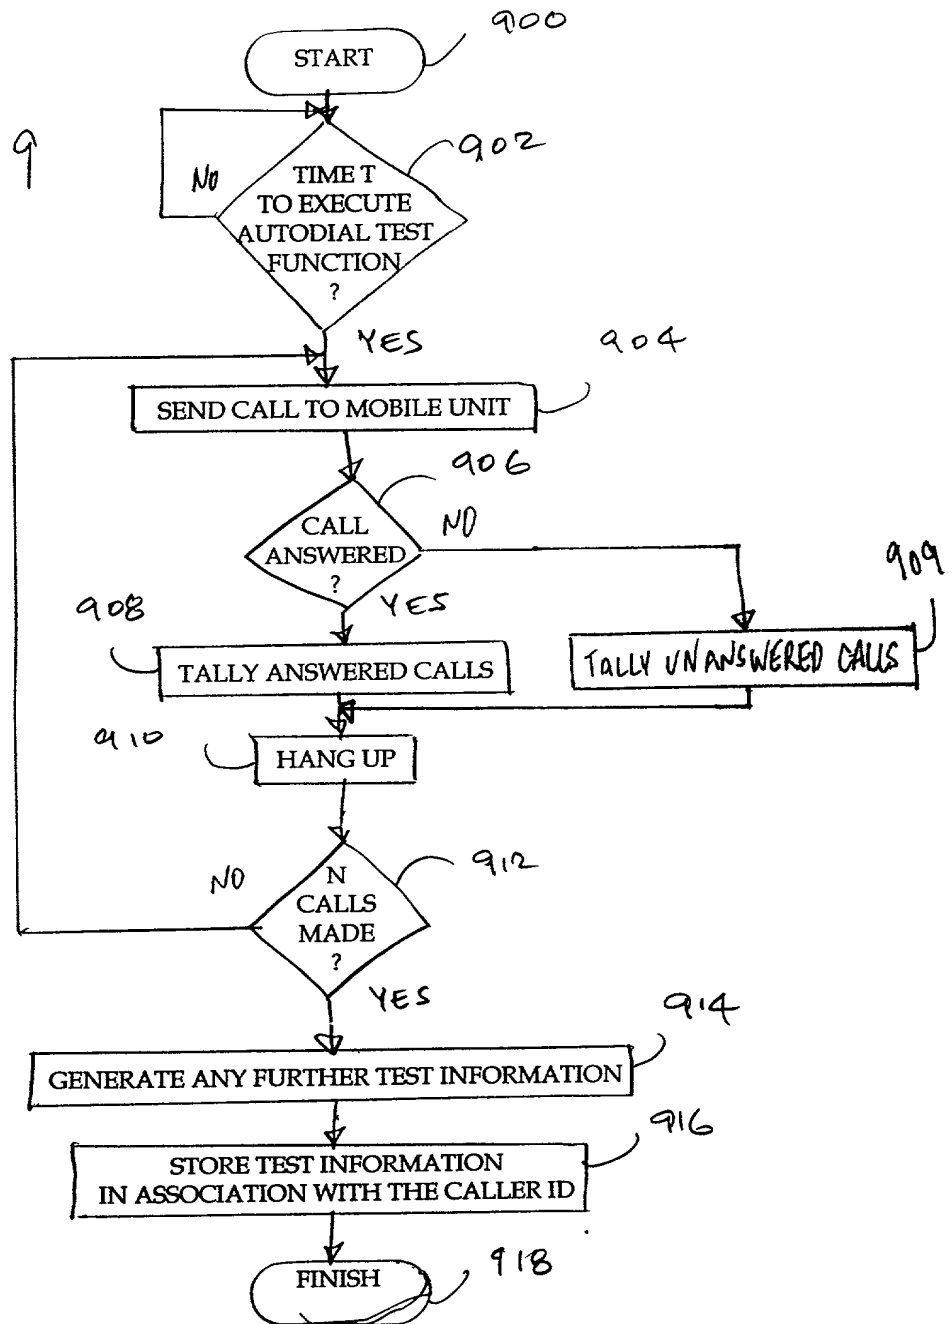 900
START
9
902
No
TIME T
TO EXECUTE
AUTODIAL TEST
FUNCTION
?
YES
904
SEND CALL TO MOBILE UNIT
906
CALL
ANSWERED
?
NO
909
YES
908
TALLY ANSWERED CALLS
TALLY UNANSWERED CALLS
910
HANG UP
912
NO
N
CALLS
MADE
?
YES
914
GENERATE ANY FURTHER TEST INFORMATION
916
STORE TEST INFORMATION
IN ASSOCIATION WITH THE CALLER ID
918
FINISH